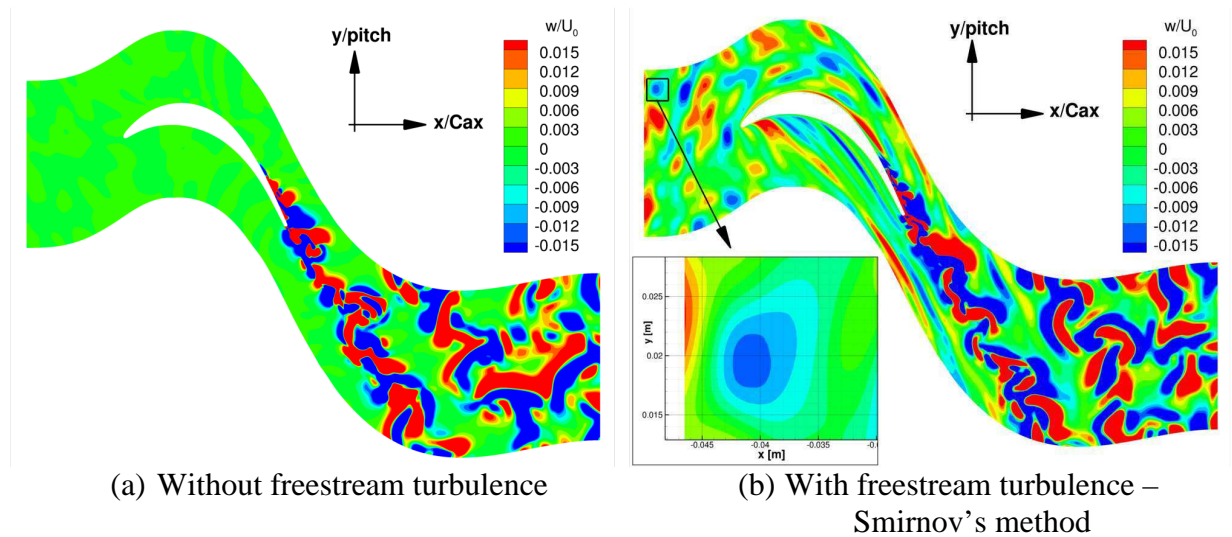 y/pitch
x/Cax
w/U0
0.015
0.012
0.009
0.006
0.003
0
-0.003
-0.006
-0.009
-0.012
-0.015
(a) Without freestream turbulence
y/pitch
x/Cax
w/U0
0.015
0.012
0.009
0.006
0.003
0
-0.003
-0.006
-0.009
-0.012
-0.015
y [m]
0.025
0.02
0.015
-0.045 -0.04 -0.035
x [m]
(b) With freestream turbulence –
Smirnov’s method